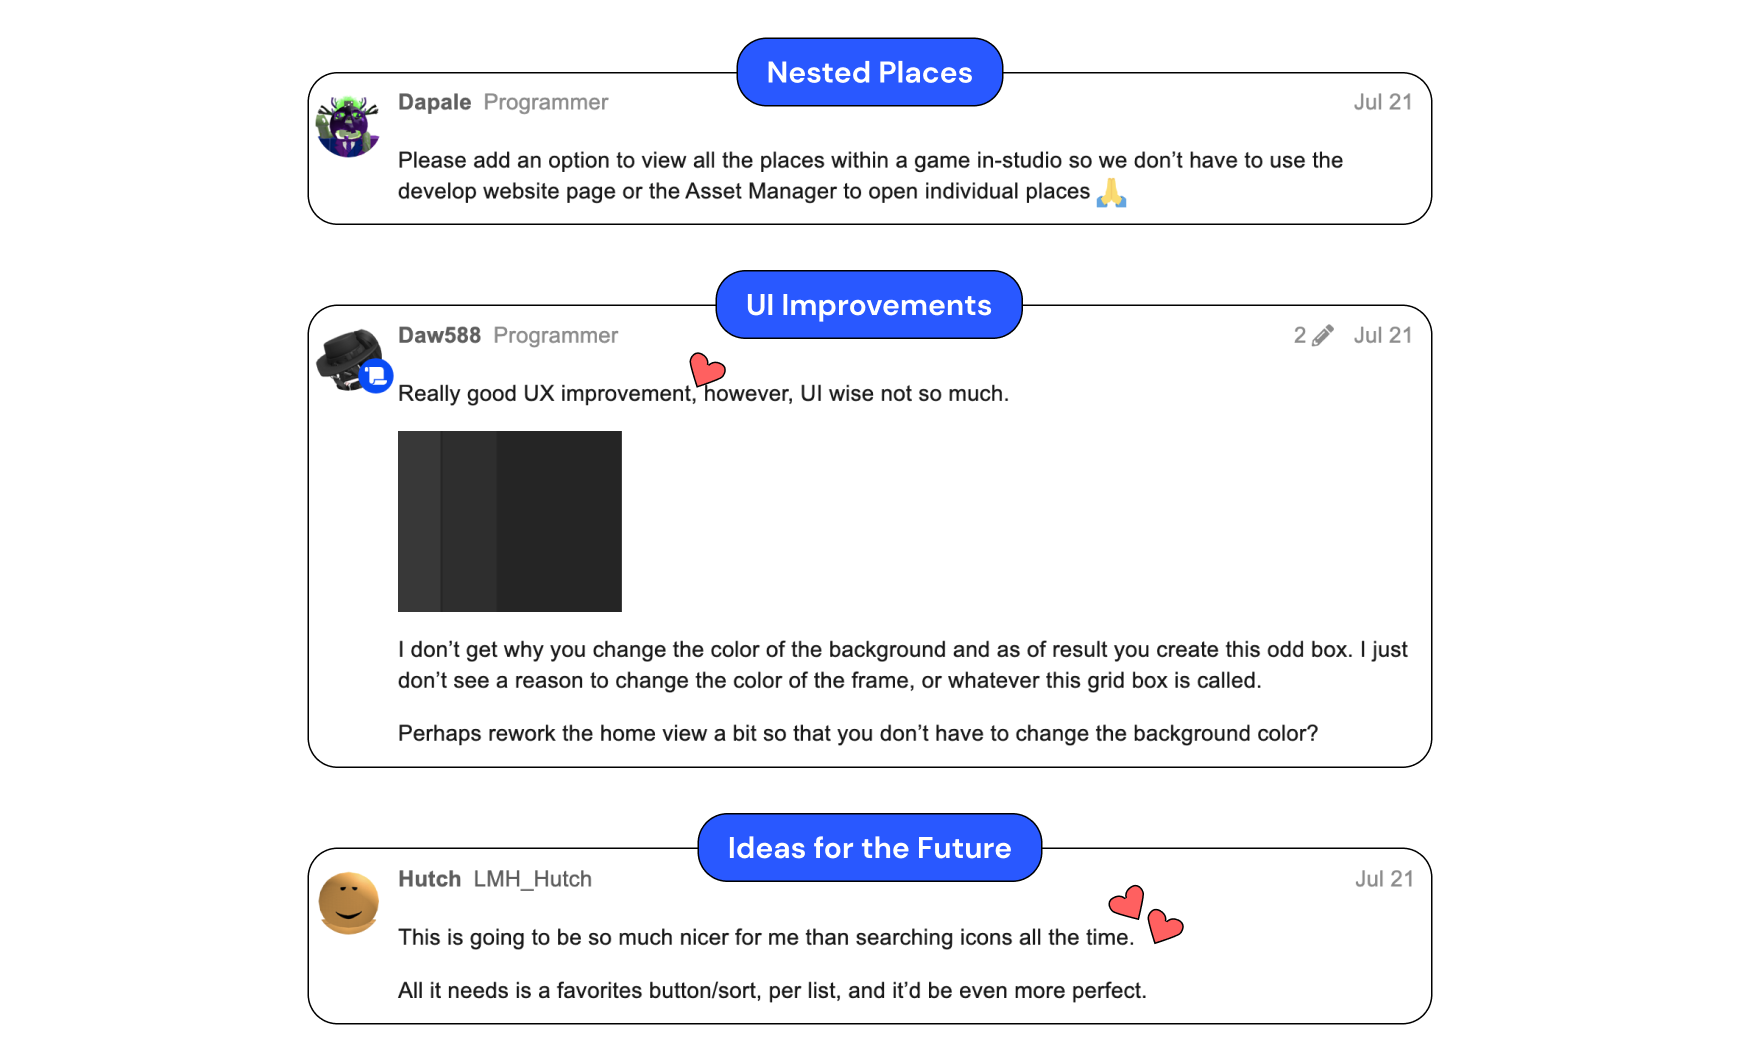 Nested Places
Dapale Programmer Jul 21
Please add an option to view all the places within a game in-studio so we don’t have to use the
develop website page or the Asset Manager to open individual places 🙏
UI Improvements
Daw588 Programmer 2 Jul 21
Really good UX improvement, however, UI wise not so much.
I don’t get why you change the color of the background and as of result you create this odd box. I just
don’t see a reason to change the color of the frame, or whatever this grid box is called.
Perhaps rework the home view a bit so that you don’t have to change the background color?
Ideas for the Future
Hutch LMH_Hutch Jul 21
This is going to be so much nicer for me than searching icons all the time.
All it needs is a favorites button/sort, per list, and it’d be even more perfect.